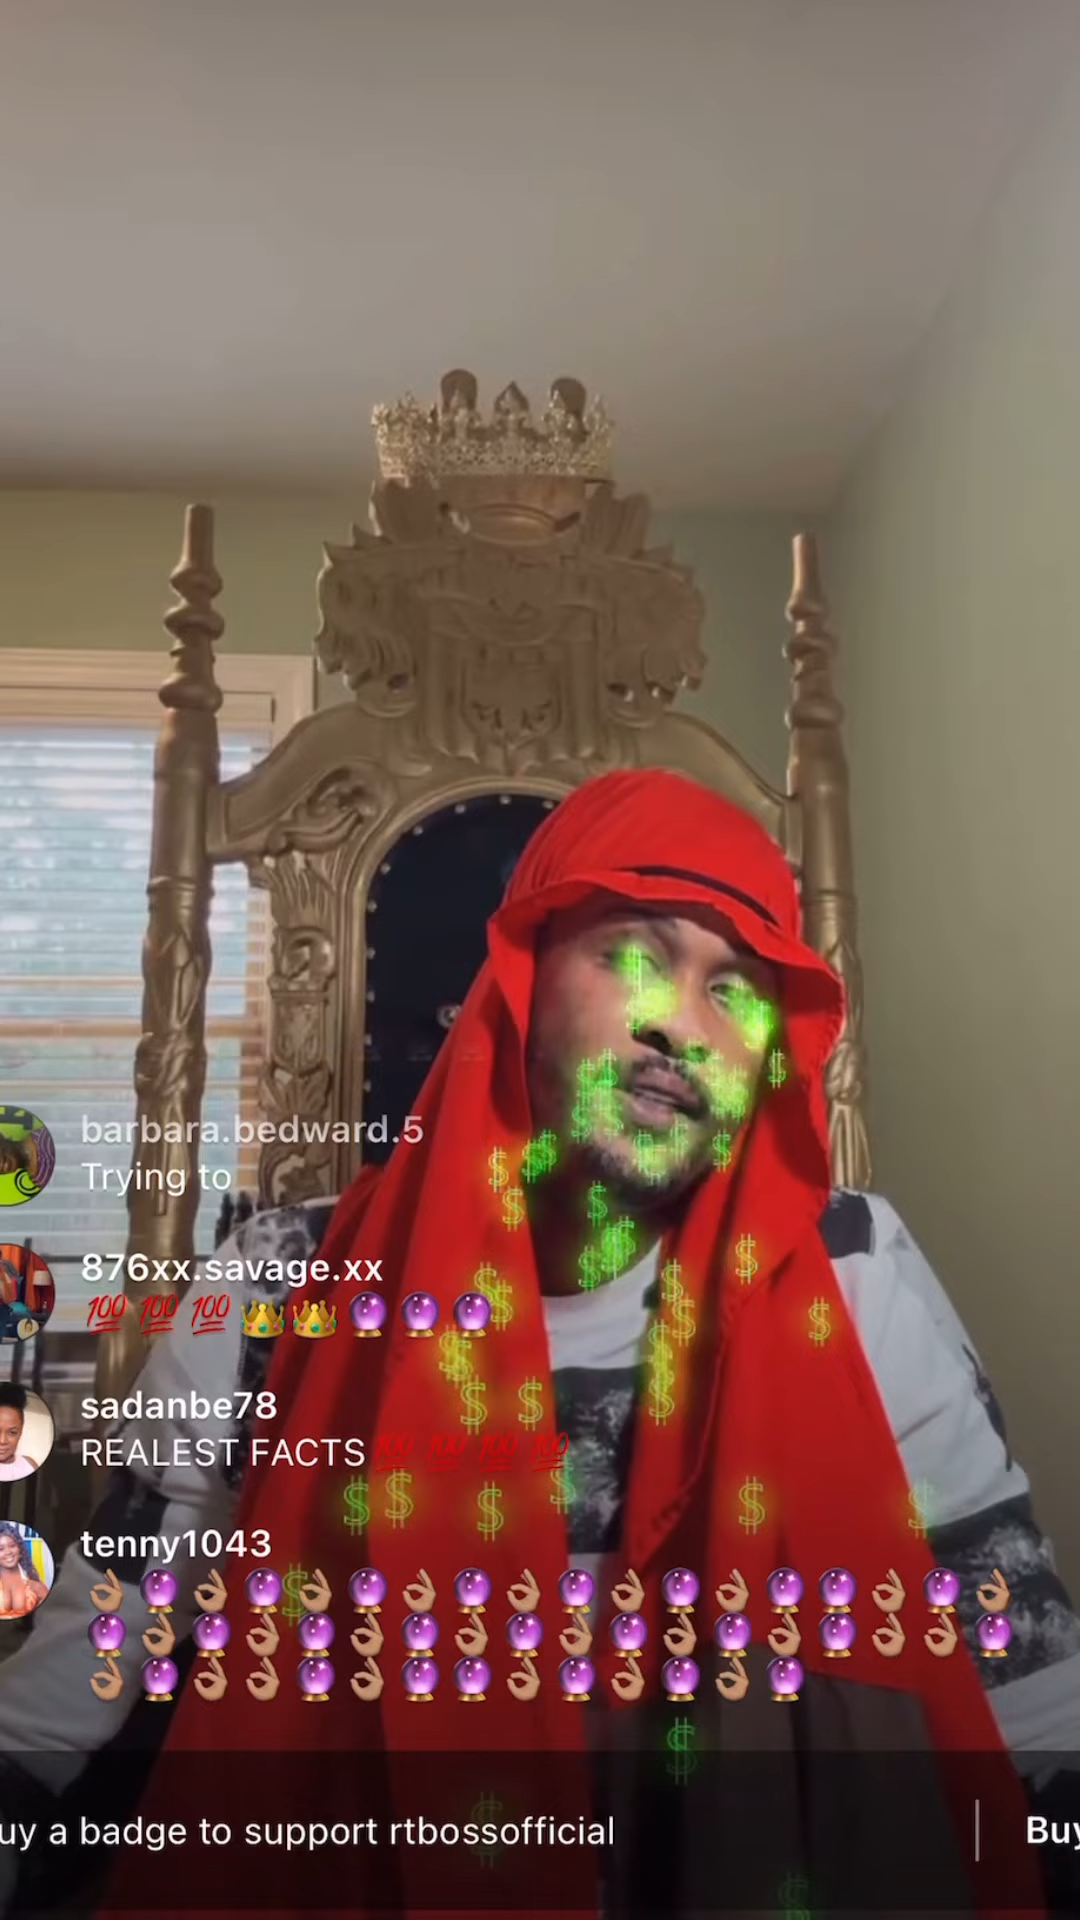 barbara.bedward.5
Trying to
876xx.savage.xx
💯💯💯👑👑🔮🔮🔮
sadanbe78
REALEST FACTS💯💯💯💯
tenny1043
👌🏽🔮👌🏽🔮👌🏽🔮👌🏽🔮👌🏽🔮👌🏽🔮👌🏽🔮🔮👌🏽🔮👌🏽
🔮👌🏽🔮👌🏽🔮👌🏽🔮👌🏽🔮👌🏽🔮👌🏽🔮👌🏽🔮👌🏽👌🏽🔮
👌🏽🔮👌🏽👌🏽🔮👌🏽🔮🔮👌🏽🔮👌🏽🔮👌🏽🔮
uy a badge to support rtbossofficial
Buy